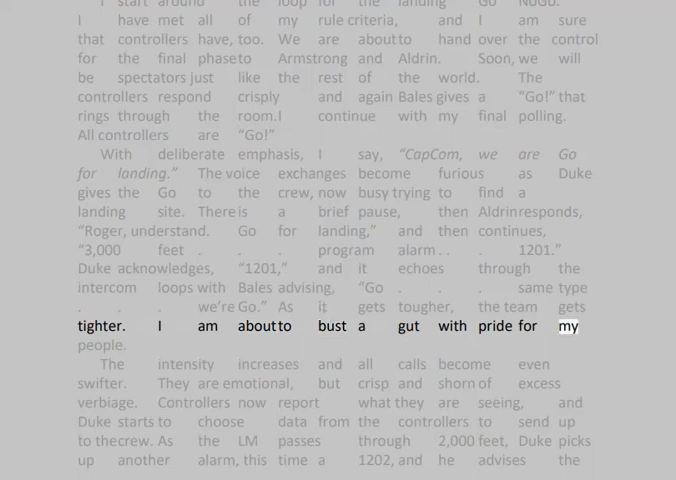 I start around the loop for the landing Go NoGo.
I have met all of my rule criteria, and I am sure
that controllers have, too. We are about to hand over the control
for the final phase to Armstrong and Aldrin. Soon, we will
be spectators just like the rest of the world. The
controllers respond crisply and again Bales gives a “Go!” that
rings through the room. I continue with my final polling.
All controllers are “Go!”
With deliberate emphasis, I say, “CapCom, we are Go
for landing.” The voice exchanges become furious as Duke
gives the Go to the crew, now busy trying to find a
landing site. There is a brief pause, then Aldrin responds,
“Roger, understand. Go for landing,” and then continues,
“3,000 feet . . . program alarm . . . 1201.”
Duke acknowledges, “1201,” and it echoes through the
intercom loops with Bales advising, “Go . . . same type
. . . we’re Go.” As it gets tougher, the team gets
tighter. I am about to bust a gut with pride for my
people.
The intensity increases and all calls become even
swifter. They are emotional, but crisp and shorn of excess
verbiage. Controllers now report what they are seeing, and
Duke starts to choose data from the controllers to send up
to the crew. As the LM passes through 2,000 feet, Duke picks
up another alarm, this time a 1202, and he advises the